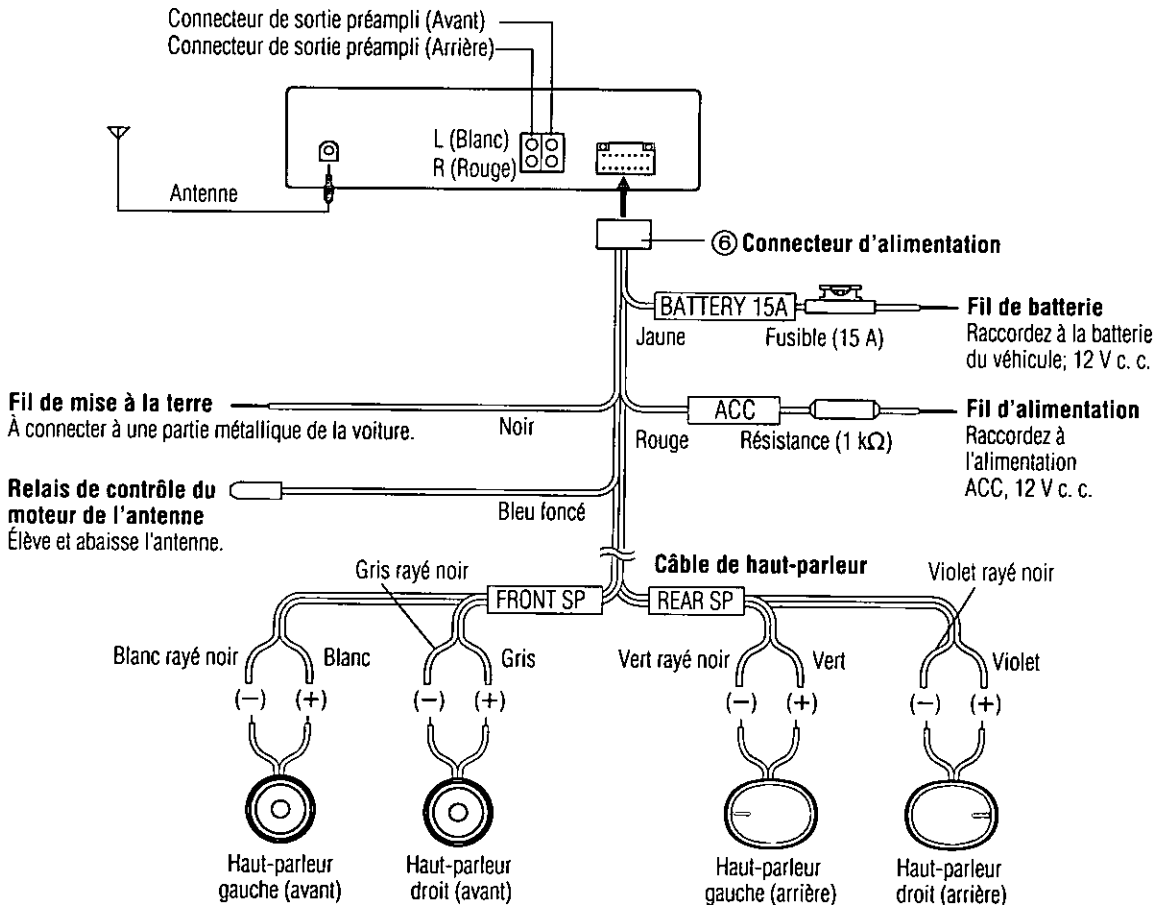 Connecteur de sortie préampli (Avant)
Connecteur de sortie préampli (Arrière)
L (Blanc)
R (Rouge)
Antenne
⑥ Connecteur d'alimentation
BATTERY 15A
Jaune
Fusible (15 A)
Fil de batterie
Raccordez à la batterie
du véhicule; 12 V c. c.
Fil de mise à la terre
À connecter à une partie métallique de la voiture.
Noir
ACC
Rouge
Résistance (1 kΩ)
Fil d'alimentation
Raccordez à
l'alimentation
ACC, 12 V c. c.
Relais de contrôle du
moteur de l'antenne
Élève et abaisse l'antenne.
Bleu foncé
Câble de haut-parleur
Gris rayé noir
FRONT SP
REAR SP
Violet rayé noir
Blanc rayé noir
Blanc
Gris
Vert rayé noir
Vert
Violet
(−) (+) (−) (+) (−) (+) (−) (+)
Haut-parleur
gauche (avant)
Haut-parleur
droit (avant)
Haut-parleur
gauche (arrière)
Haut-parleur
droit (arrière)